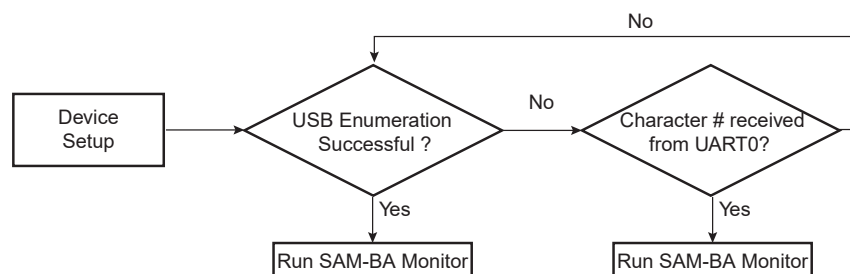 No
Device
Setup
USB Enumeration
Successful ?
No
Character # received
from UART0?
Yes
Yes
Run SAM-BA Monitor
Run SAM-BA Monitor